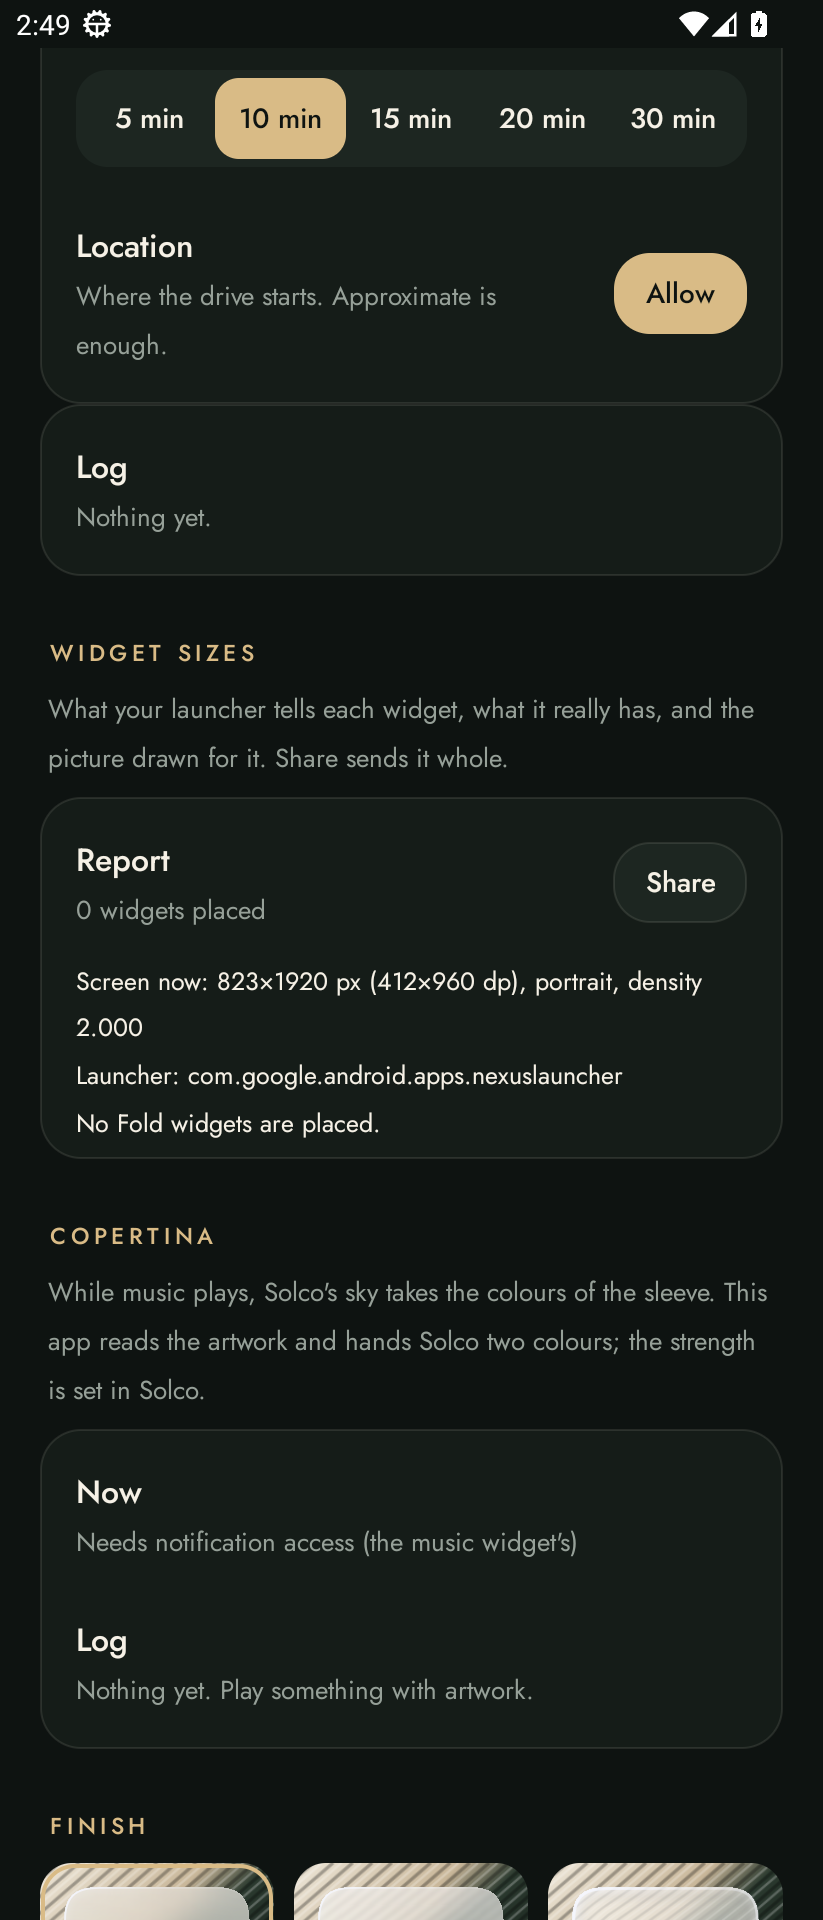 2:49
5 min 10 min 15 min 20 min 30 min
Location
Where the drive starts. Approximate is
enough.
Allow
Log
Nothing yet.
WIDGET SIZES
What your launcher tells each widget, what it really has, and the
picture drawn for it. Share sends it whole.
Report
0 widgets placed
Share
Screen now: 823×1920 px (412×960 dp), portrait, density
2.000
Launcher: com.google.android.apps.nexuslauncher
No Fold widgets are placed.
COPERTINA
While music plays, Solco's sky takes the colours of the sleeve. This
app reads the artwork and hands Solco two colours; the strength
is set in Solco.
Now
Needs notification access (the music widget's)
Log
Nothing yet. Play something with artwork.
FINISH